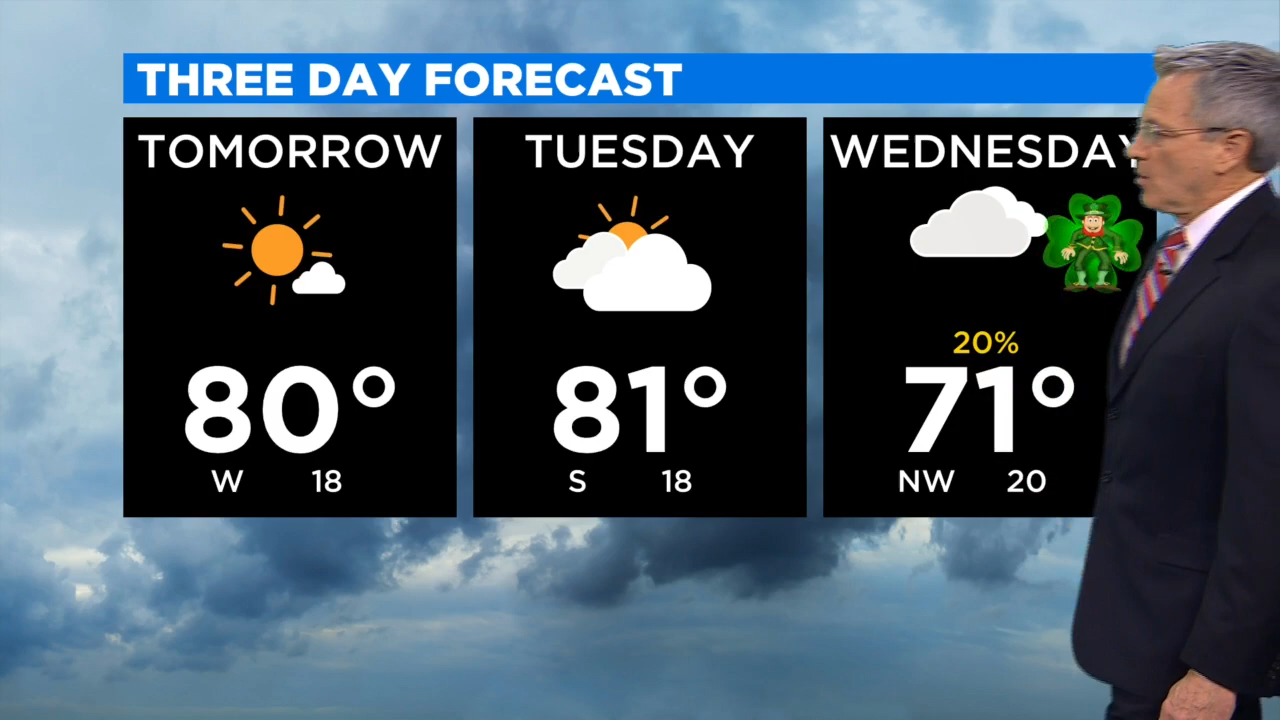 THREE DAY FORECAST
TOMORROW
80°
W 18
TUESDAY
81°
S 18
WEDNESDAY
20%
71°
NW 20